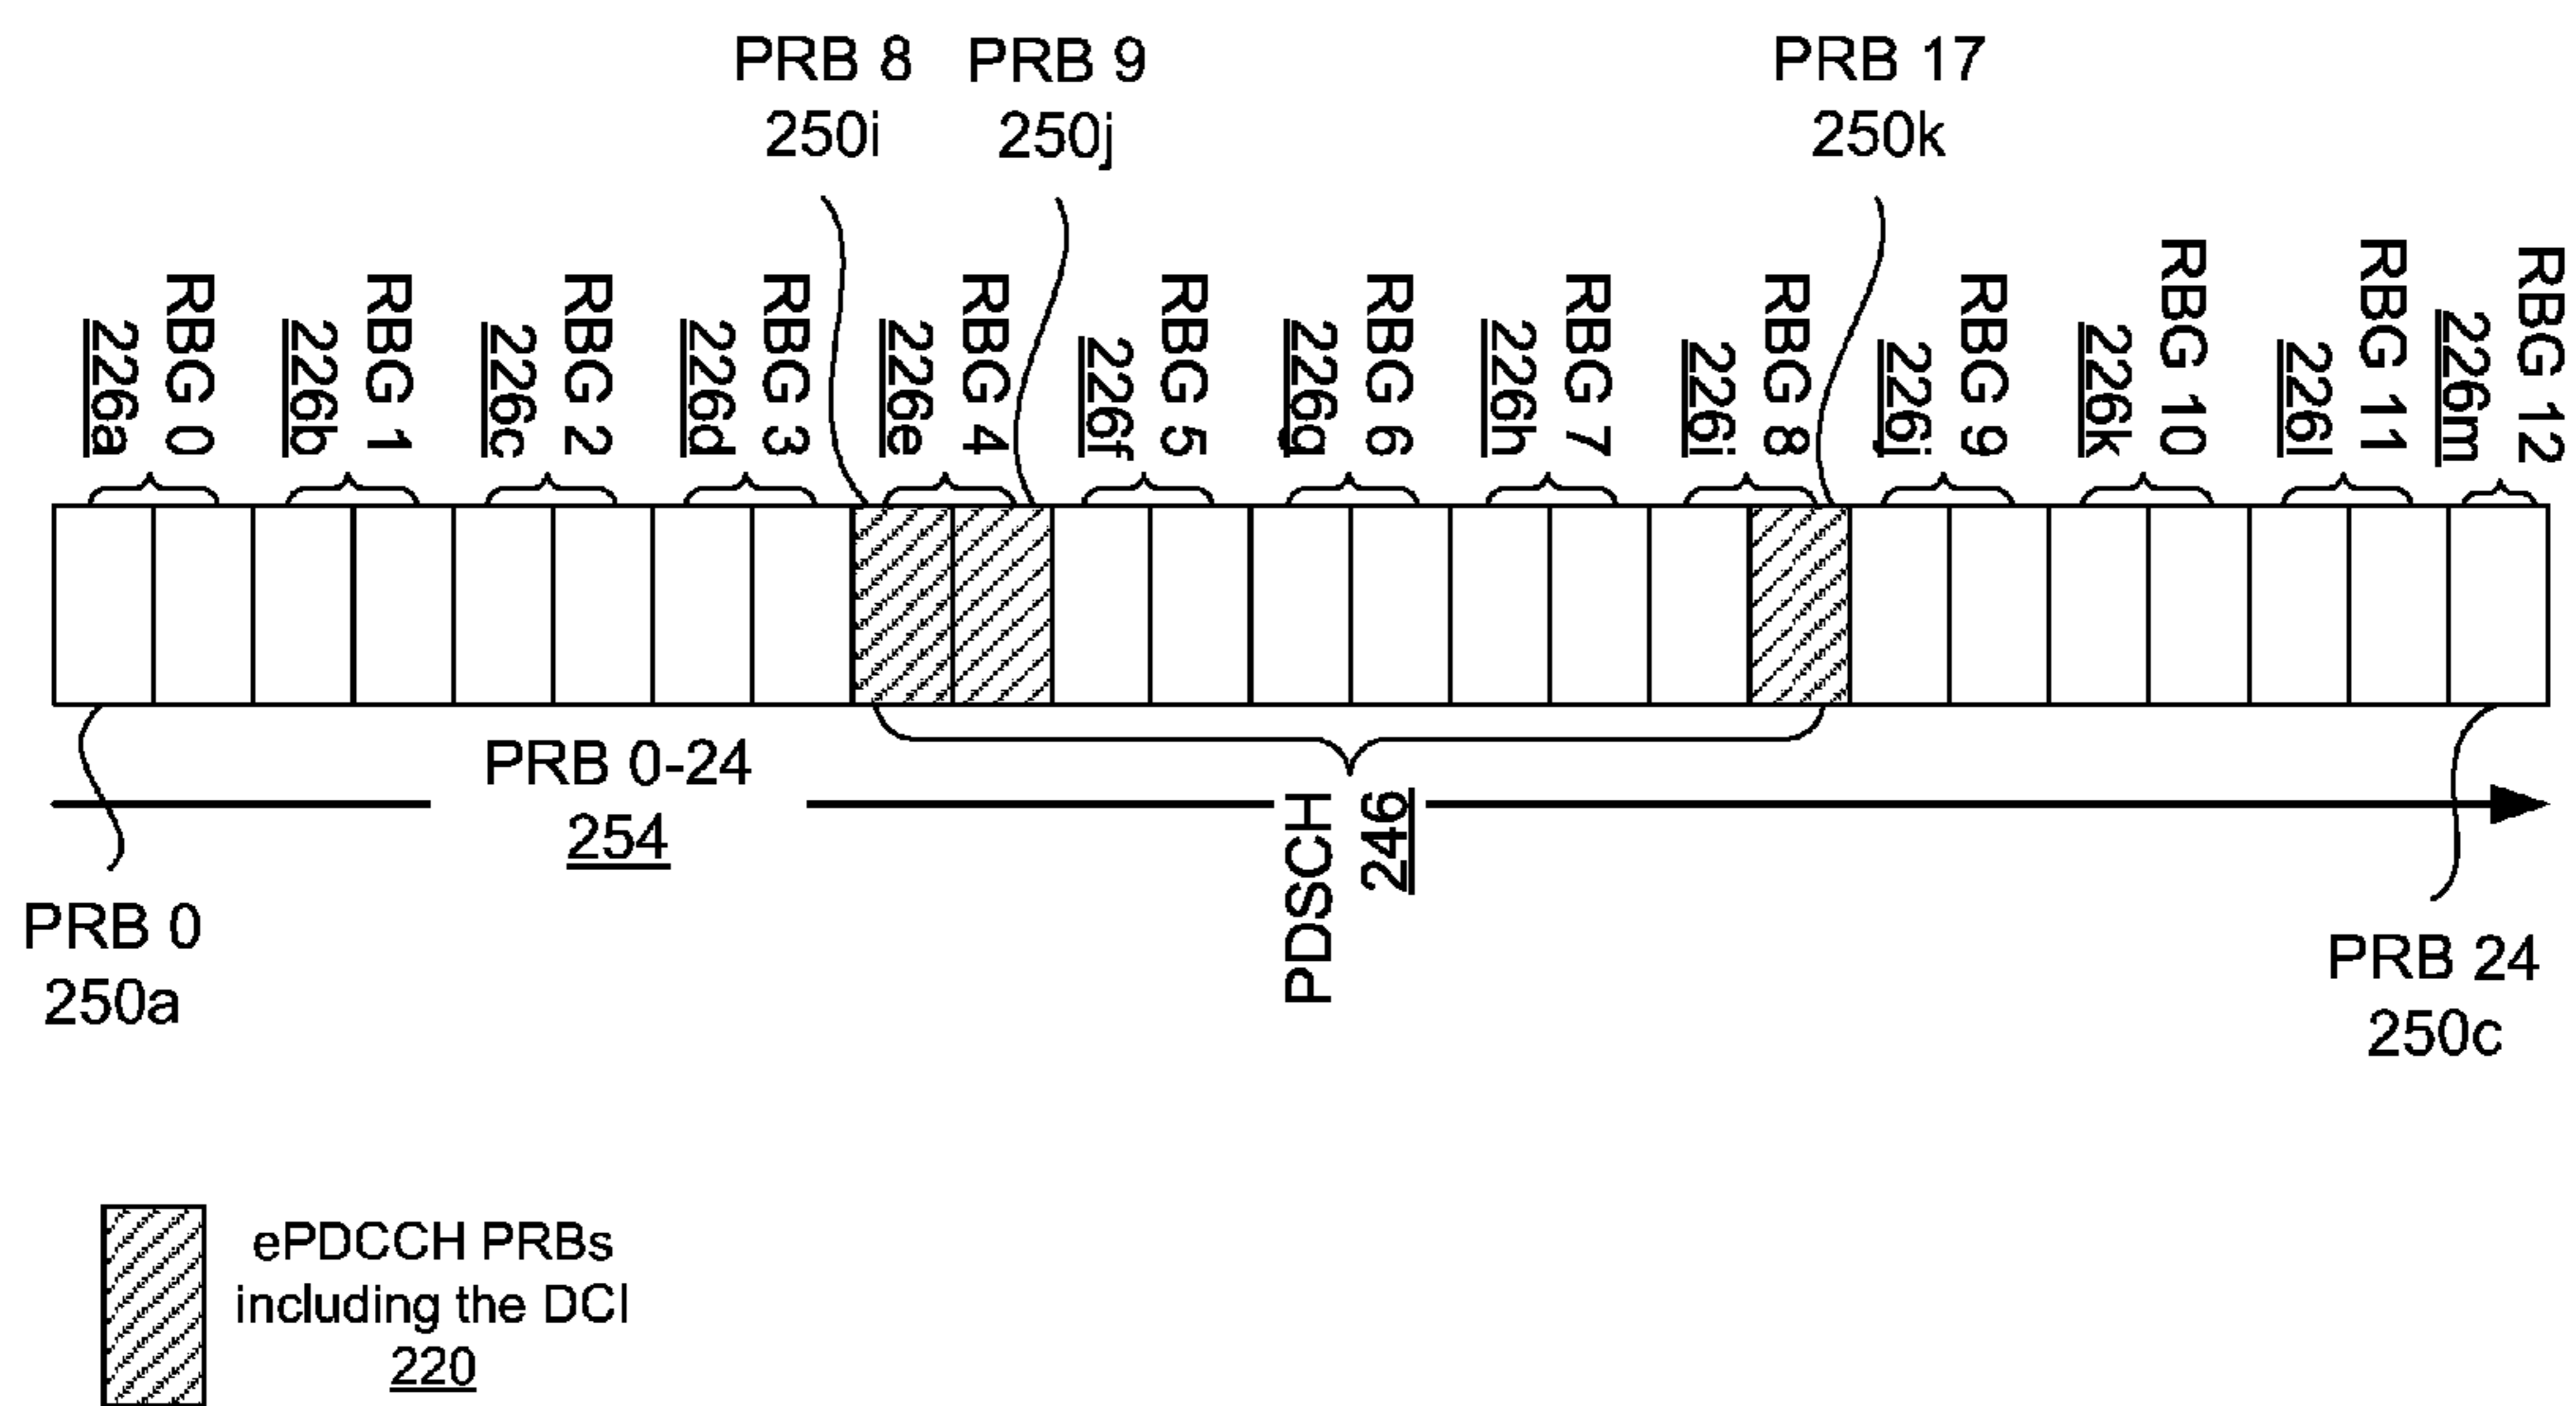 PRB 8
250i
PRB 9
250j
PRB 17
250k
RBG 0
226a
RBG 1
226b
RBG 2
226c
RBG 3
226d
RBG 4
226e
RBG 5
226f
RBG 6
226g
RBG 7
226h
RBG 8
226i
RBG 9
226j
RBG 10
226k
RBG 11
226l
RBG 12
226m
PRB 0-24
254
PDSCH
246
PRB 0
250a
PRB 24
250c
ePDCCH PRBs
including the DCI
220